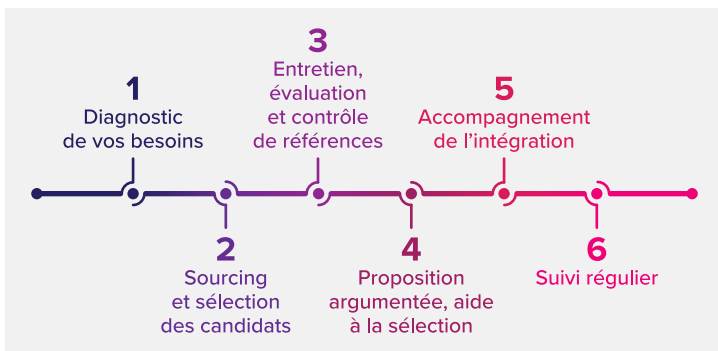 1
Diagnostic
de vos besoins
2
Sourcing
et sélection
des candidats
3
Entretien,
évaluation
et contrôle
de références
4
Proposition
argumentée, aide
à la sélection
5
Accompagnement
de l’intégration
6
Suivi régulier